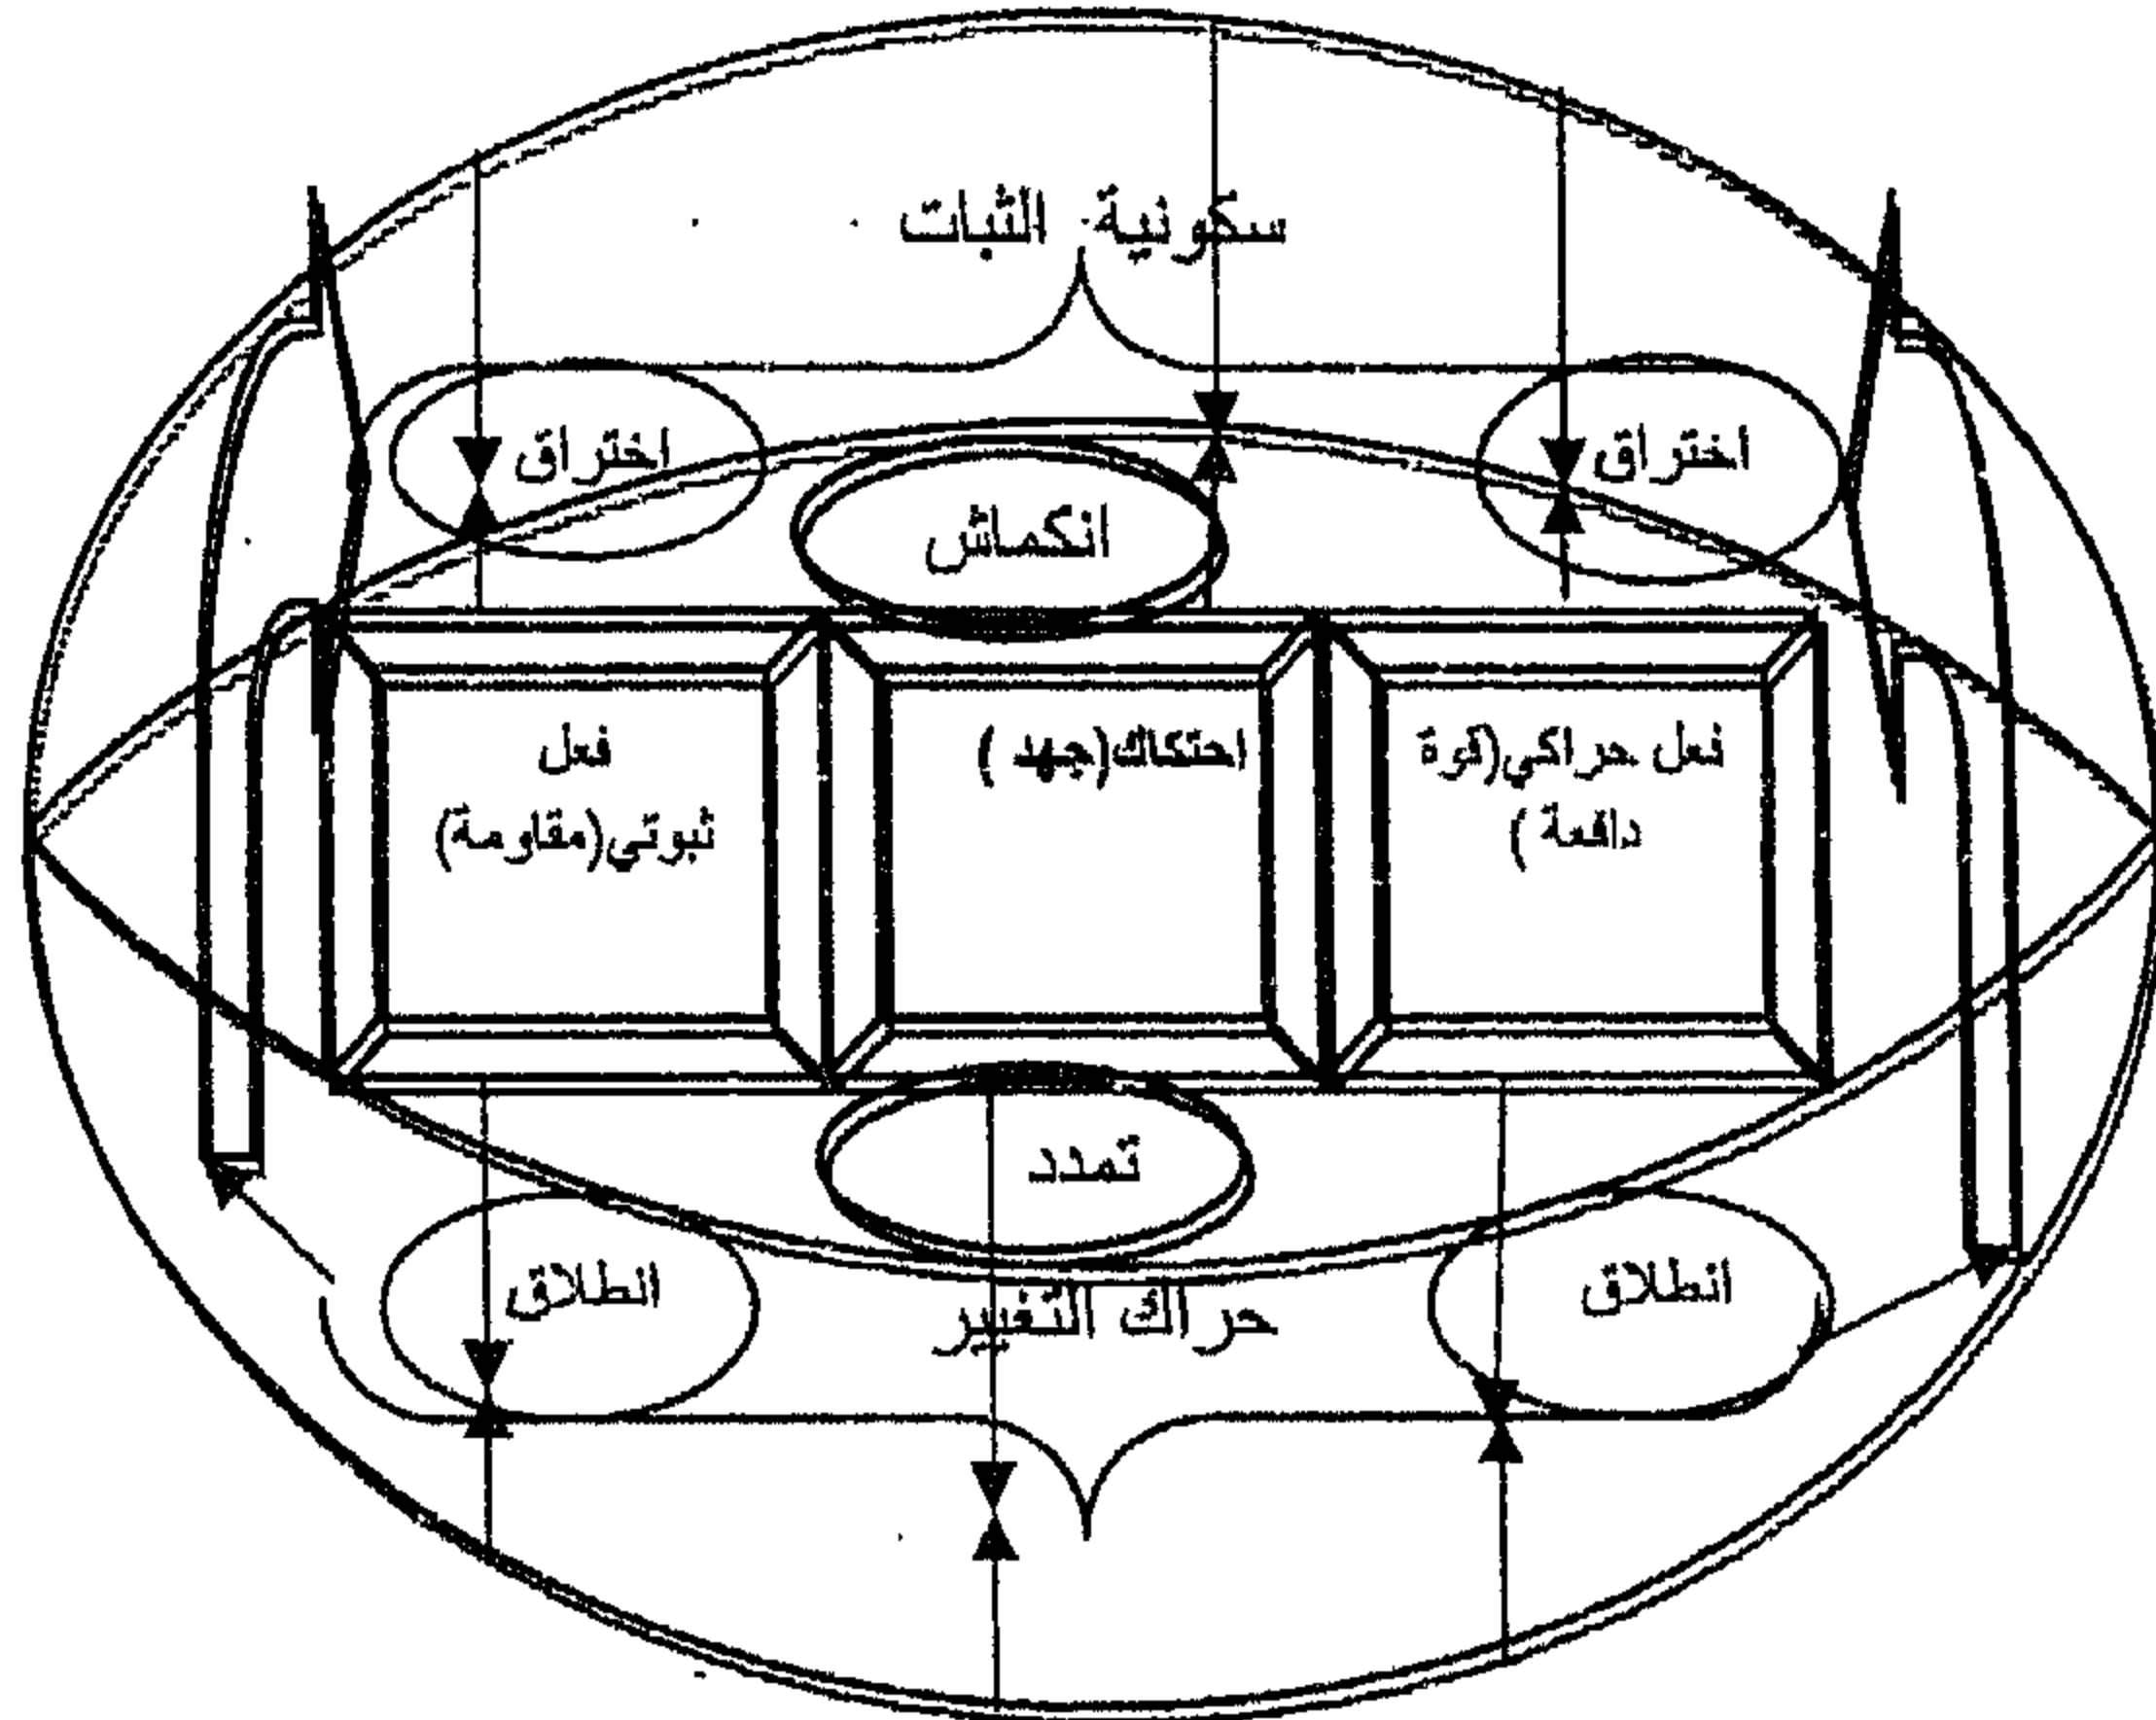 سكونية الثبات
اختراق
اختراق
انكماش
فعل حراكي(قوة
دافعة )
احتكاك(جهد )
فعل
ثبوتي(مقاومة)
تمدد
انطلاق
انطلاق
حراك التغيير